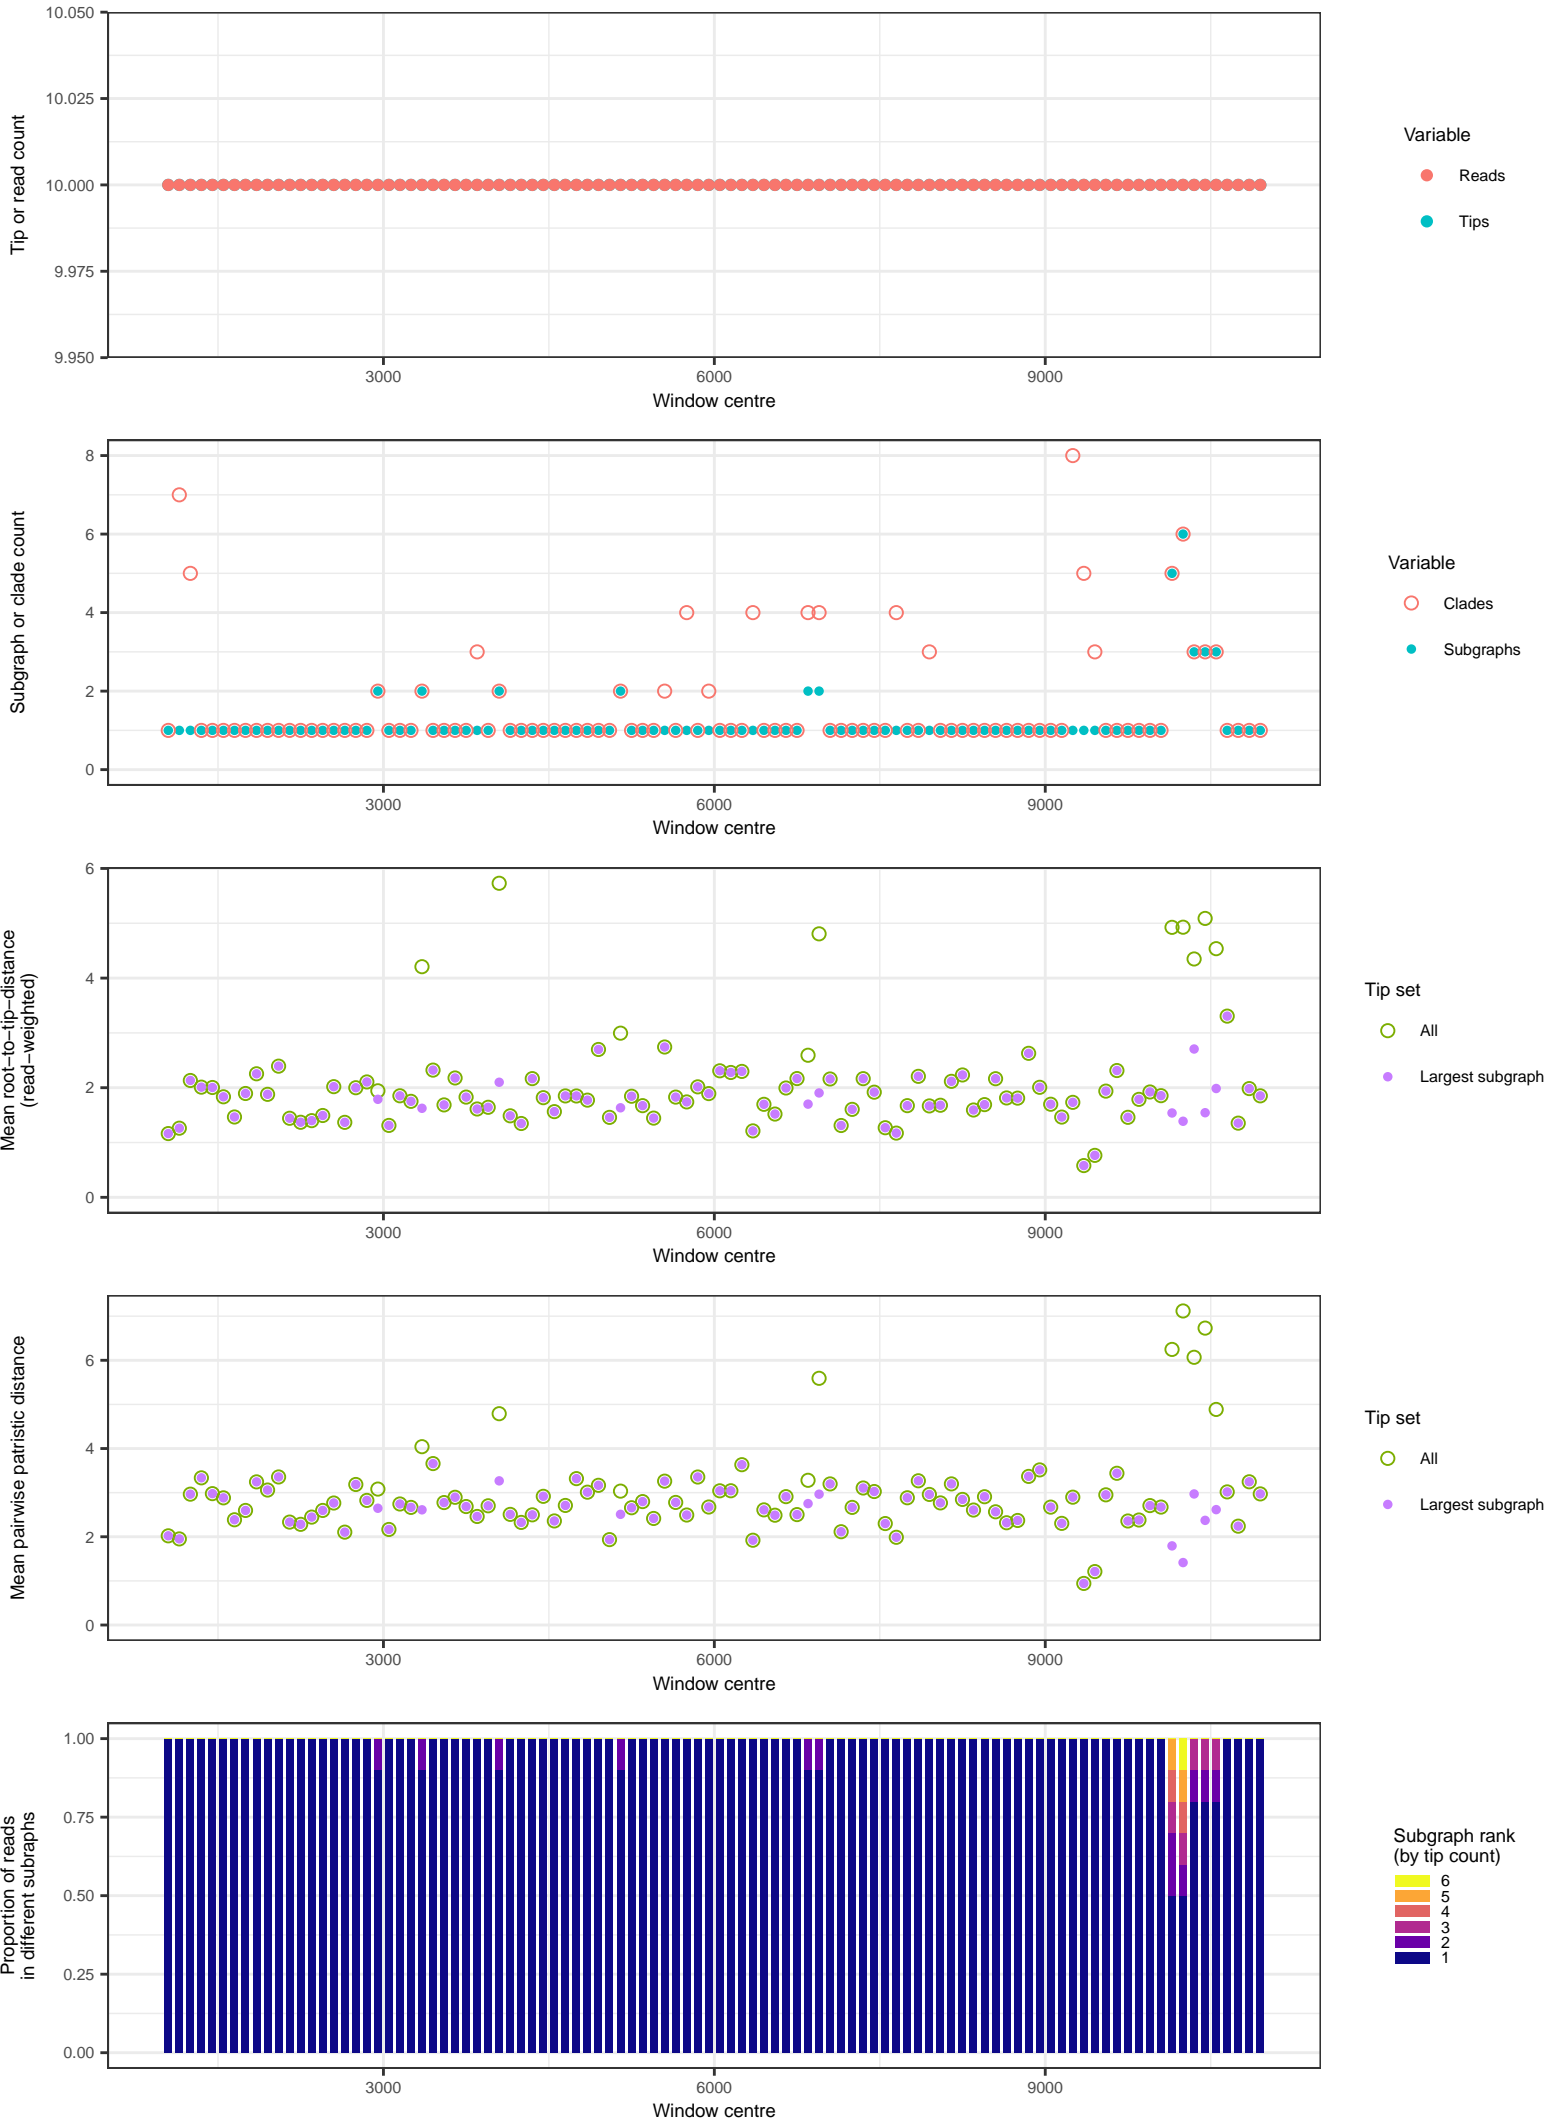 10.050
10.025
10.000
9.975
9.950
Tip or read count
3000
6000
9000
Window centre
Variable
Reads
Tips
8
6
4
2
0
Subgraph or clade count
3000
6000
9000
Window centre
Variable
Clades
Subgraphs
6
4
2
0
Mean root−to−tip−distance
(read−weighted)
3000
6000
9000
Window centre
Tip set
All
Largest subgraph
6
4
2
0
Mean pairwise patristic distance
3000
6000
9000
Window centre
Tip set
All
Largest subgraph
1.00
0.75
0.50
0.25
0.00
Proportion of reads
in different subraphs
3000
6000
9000
Window centre
Subgraph rank
(by tip count)
6
5
4
3
2
1